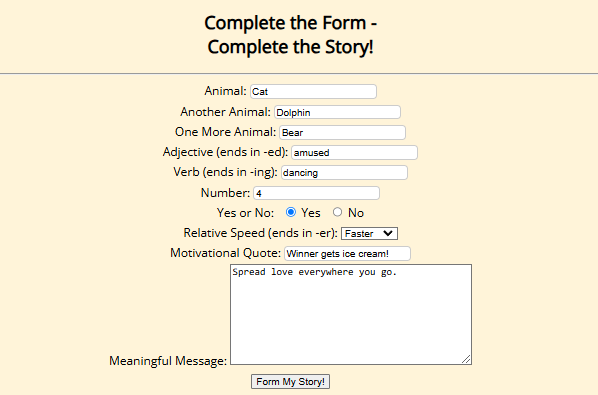 Complete the Form -
Complete the Story!
Animal: Cat
Another Animal: Dolphin
One More Animal: Bear
Adjective (ends in -ed): amused
Verb (ends in -ing): dancing
Number: 4
Yes or No: Yes No
Relative Speed (ends in -er): Faster
Motivational Quote: Winner gets ice cream!
Spread love everywhere you go.
Meaningful Message:
Form My Story!